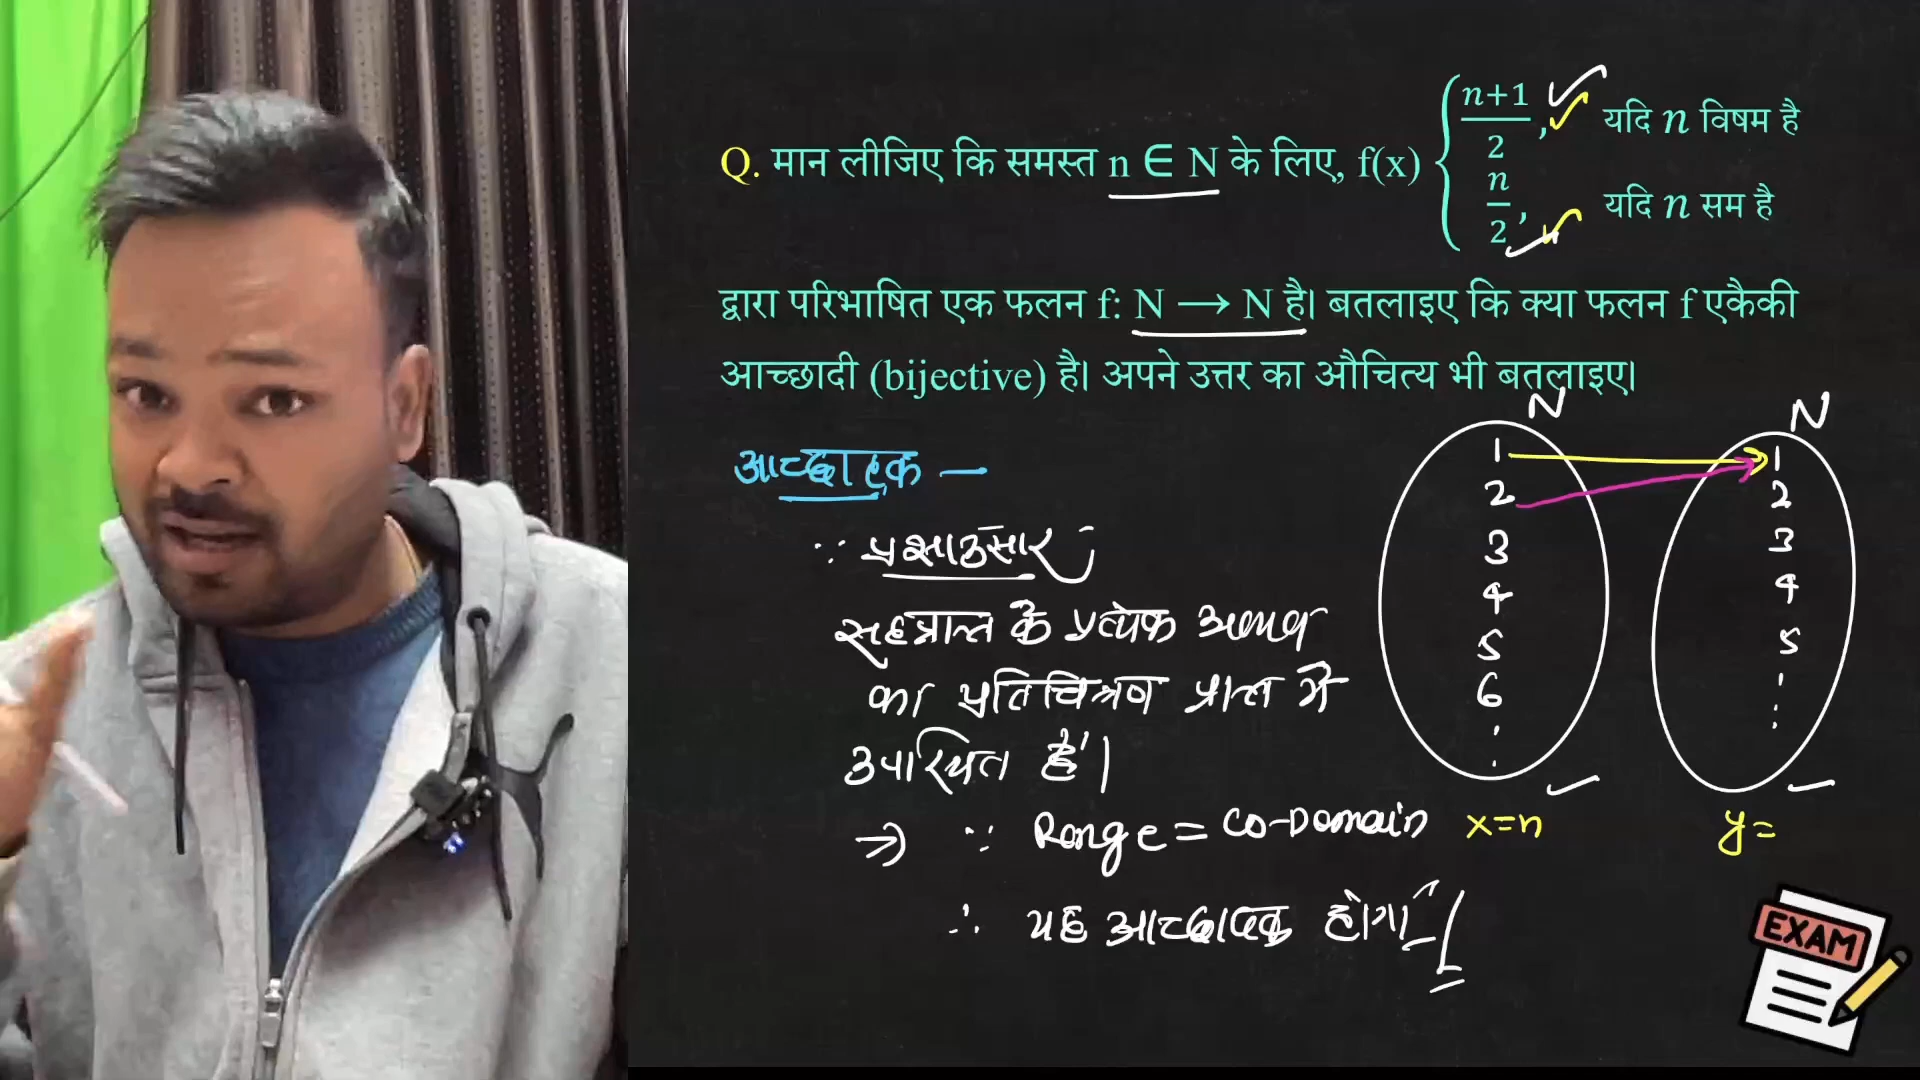 Q. मान लीजिए कि समस्त n ∈ N के लिए, f(x) { n+1/2, यदि n विषम है
n/2, यदि n सम है
द्वारा परिभाषित एक फलन f: N → N है। बतलाइए कि क्या फलन f एकैकी
आच्छादी (bijective) है। अपने उत्तर का औचित्य भी बतलाइए।
N N
आच्छादक —
∵ प्रश्नानुसार,
सहप्रान्त के प्रत्येक अवयव
का प्रतिचित्रण प्रान्त में
उपस्थित है।
⇒ ∵ Range = Co-Domain
∴ यह आच्छादक होगा।
1
2
3
4
5
6
x=n
1
2
3
4
5
y=
EXAM